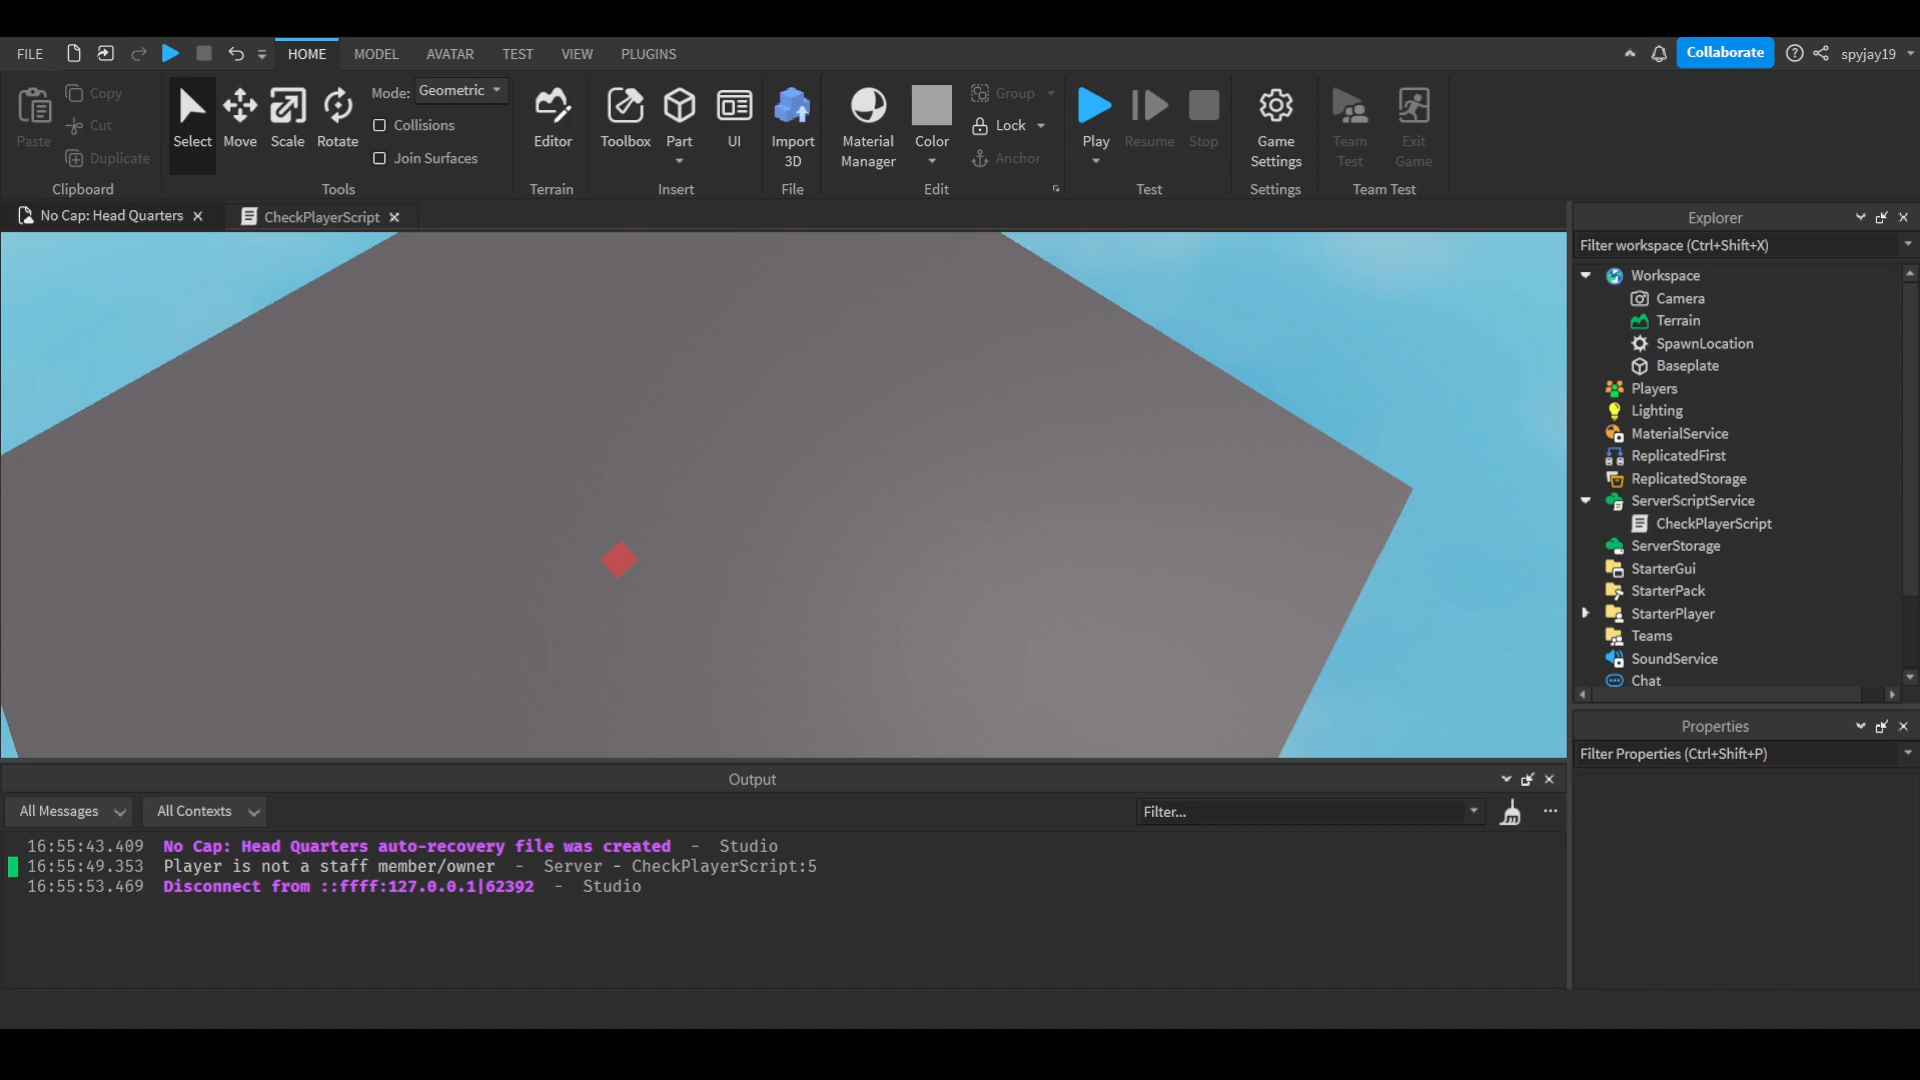 FILE HOME MODEL AVATAR TEST VIEW PLUGINS Collaborate spyjay19
Paste Copy Cut Duplicate Clipboard
Select Move Scale Rotate Mode: Geometric Collisions Join Surfaces Tools
Editor Terrain
Toolbox Part UI Insert
Import 3D File
Material Manager Color Group Lock Anchor Edit
Play Resume Stop Test
Game Settings Settings
Team Test Exit Game Team Test
No Cap: Head Quarters CheckPlayerScript
Explorer
Filter workspace (Ctrl+Shift+X)
Workspace
Camera
Terrain
SpawnLocation
Baseplate
Players
Lighting
MaterialService
ReplicatedFirst
ReplicatedStorage
ServerScriptService
CheckPlayerScript
ServerStorage
StarterGui
StarterPack
StarterPlayer
Teams
SoundService
Chat
Properties
Filter Properties (Ctrl+Shift+P)
Output
All Messages All Contexts Filter...
16:55:43.409 No Cap: Head Quarters auto-recovery file was created - Studio
16:55:49.353 Player is not a staff member/owner - Server - CheckPlayerScript:5
16:55:53.469 Disconnect from ::ffff:127.0.0.1|62392 - Studio